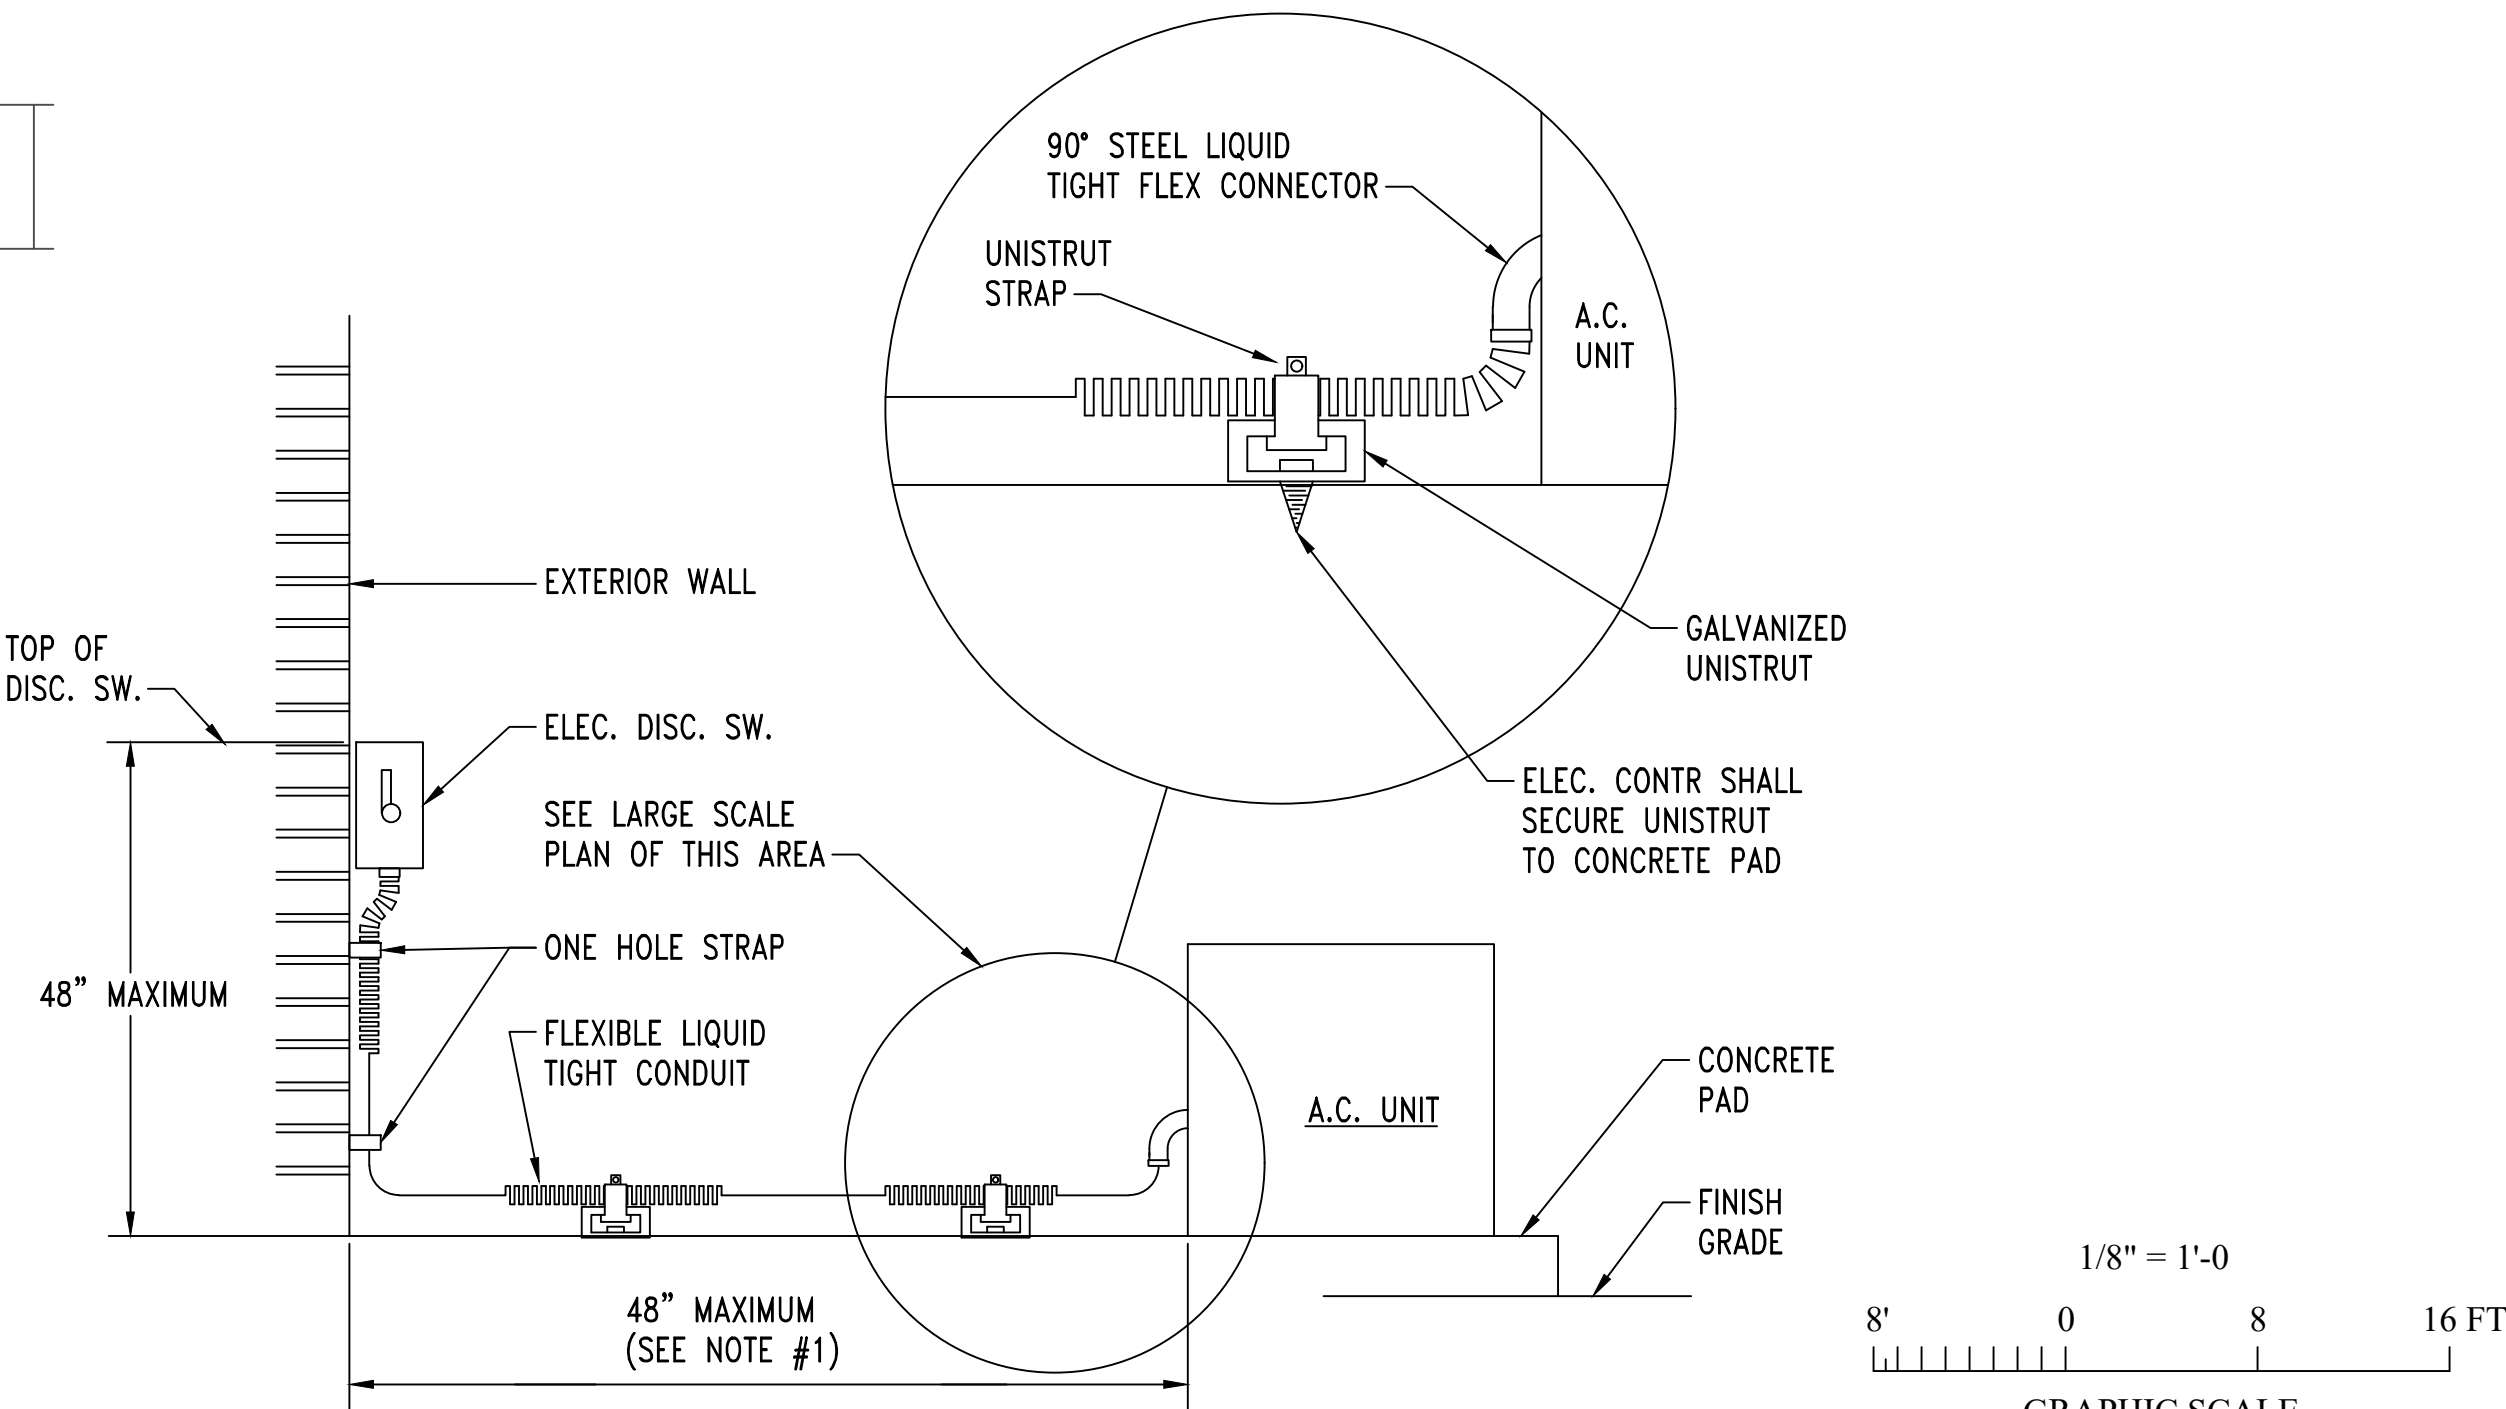 90° STEEL LIQUID
TIGHT FLEX CONNECTOR
UNISTRUT
STRAP
A.C.
UNIT
EXTERIOR WALL
GALVANIZED
UNISTRUT
TOP OF
DISC. SW.
ELEC. DISC. SW.
ELEC. CONTR SHALL
SECURE UNISTRUT
TO CONCRETE PAD
SEE LARGE SCALE
PLAN OF THIS AREA
ONE HOLE STRAP
48" MAXIMUM
FLEXIBLE LIQUID
TIGHT CONDUIT
A.C. UNIT
CONCRETE
PAD
FINISH
GRADE
48" MAXIMUM
(SEE NOTE #1)
1/8" = 1'-0
8' 0 8 16 FT
GRAPHIC SCALE